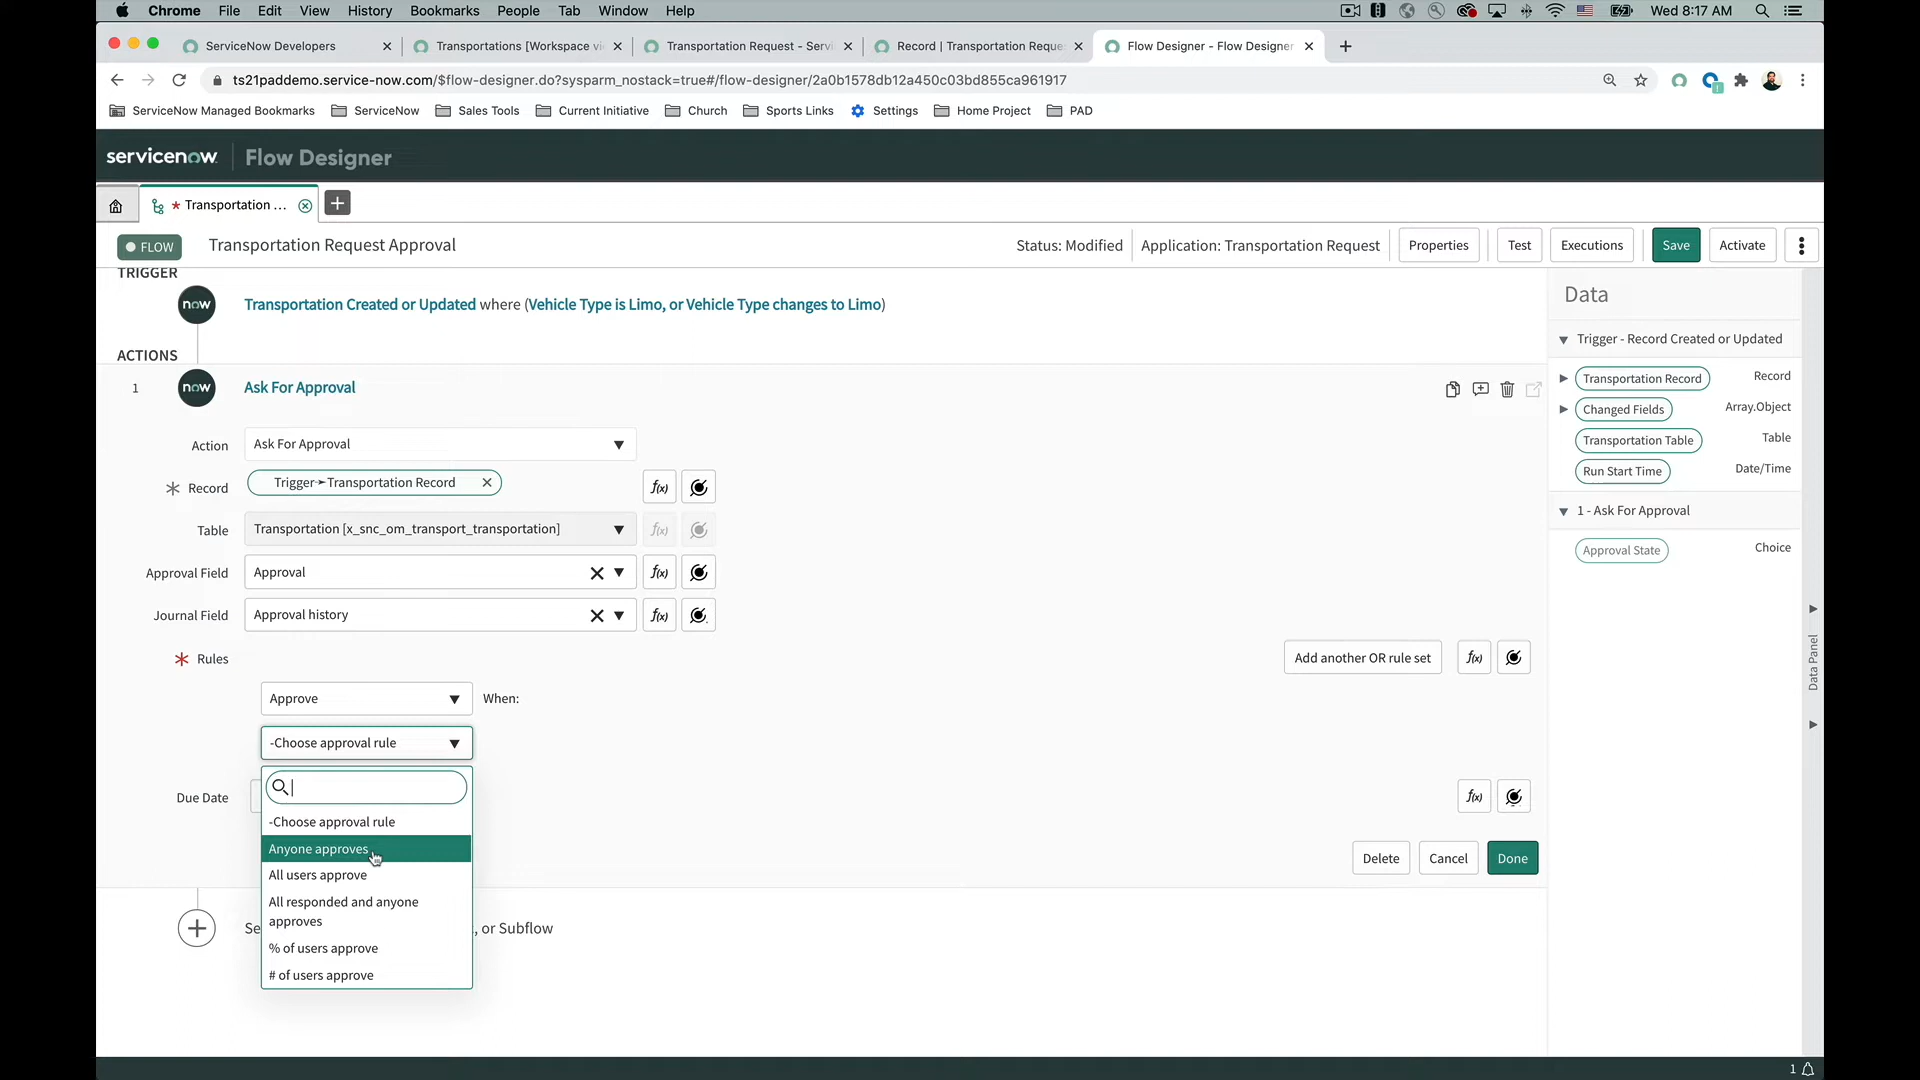 Chrome File Edit View History Bookmarks People Tab Window Help Wed 8:17 AM
ServiceNow Developers Transportations [Workspace vi Transportation Request - Servi Record | Transportation Reque Flow Designer - Flow Designer
ts21paddemo.service-now.com/$flow-designer.do?sysparm_nostack=true#/flow-designer/2a0b1578db12a450c03bd855ca961917
ServiceNow Managed Bookmarks ServiceNow Sales Tools Current Initiative Church Sports Links Settings Home Project PAD
servicenow Flow Designer
* Transportation ...
FLOW Transportation Request Approval Status: Modified Application: Transportation Request Properties Test Executions Save Activate
TRIGGER
now Transportation Created or Updated where (Vehicle Type is Limo, or Vehicle Type changes to Limo)
ACTIONS
1 now Ask For Approval
Action Ask For Approval
Record Trigger➛Transportation Record
f(x)
Table Transportation [x_snc_om_transport_transportation]
f(x)
Approval Field Approval
f(x)
Journal Field Approval history
f(x)
Rules Add another OR rule set f(x)
Approve When:
-Choose approval rule
-Choose approval rule
Anyone approves
All users approve
All responded and anyone
approves
% of users approve
# of users approve
Due Date f(x)
Delete Cancel Done
Se , or Subflow
Data
Trigger - Record Created or Updated
Transportation Record Record
Changed Fields Array.Object
Transportation Table Table
Run Start Time Date/Time
1 - Ask For Approval
Approval State Choice
Data Panel
1